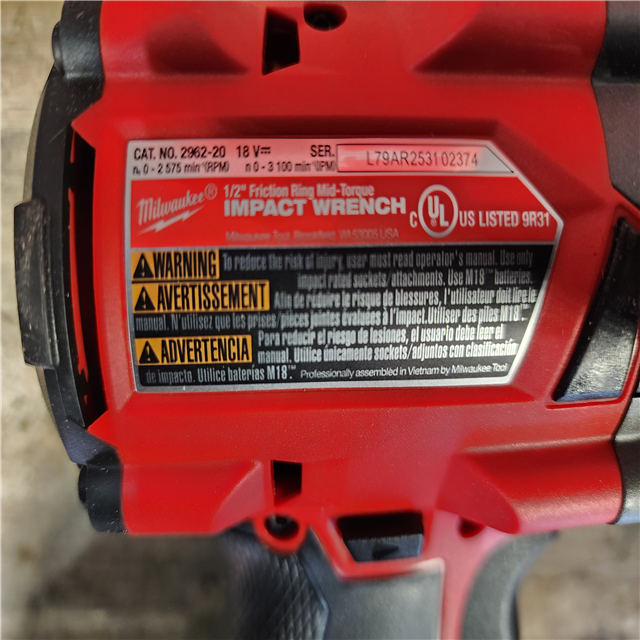 CAT. NO. 2962-20 18 V⎓ SER. L79AR253102374
n₀ 0 - 2 575 min⁻¹(RPM) n 0 - 3 100 min⁻¹(IPM)
Milwaukee® 1/2" Friction Ring Mid-Torque
IMPACT WRENCH
C UL US LISTED 9R31
Milwaukee Tool, Brookfield, WI 53005 USA
WARNING To reduce the risk of injury, user must read operator's manual. Use only
impact rated sockets/ attachments. Use M18™ batteries.
AVERTISSEMENT Afin de réduire le risque de blessures, l'utilisateur doit lire le
manuel. N'utilisez que les prises/ pièces jointes évaluées à l'impact. Utiliser des piles M18™.
ADVERTENCIA Para reducir el riesgo de lesiones, el usuario debe leer el
manual. Utilice únicamente sockets/adjuntos con clasificación
de impacto. Utilice baterías M18™.
Professionally assembled in Vietnam by Milwaukee Tool